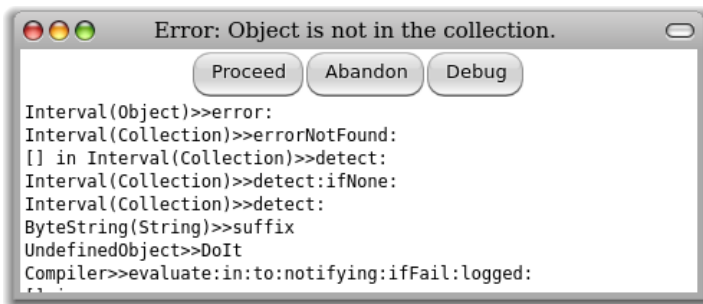 Error: Object is not in the collection.
Proceed Abandon Debug
Interval(Object)>>error:
Interval(Collection)>>errorNotFound:
[] in Interval(Collection)>>detect:
Interval(Collection)>>detect:ifNone:
Interval(Collection)>>detect:
ByteString(String)>>suffix
UndefinedObject>>DoIt
Compiler>>evaluate:in:to:notifying:ifFail:logged: